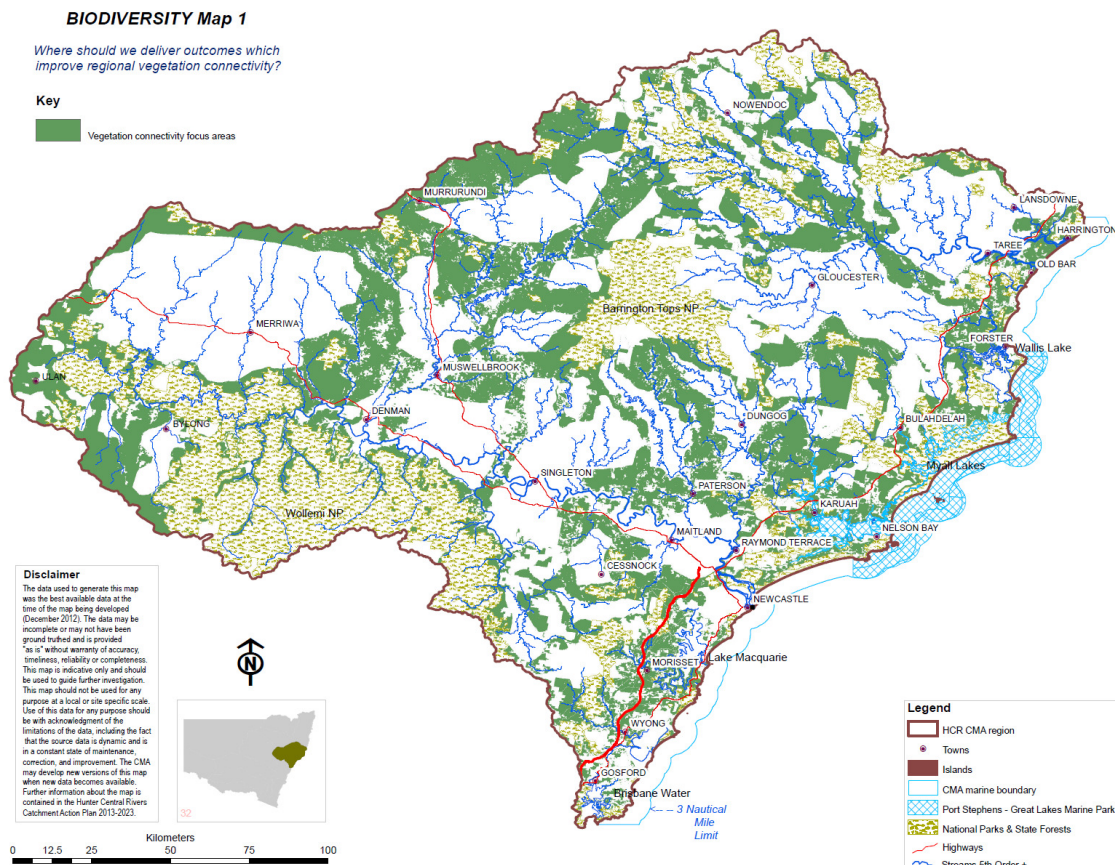 BIODIVERSITY Map 1
Where should we deliver outcomes which
improve regional vegetation connectivity?
Key
Vegetation connectivity focus areas
NOWENDOC
MURRURUNDI
LANSDOWNE
HARRINGTON
TAREE
OLD BAR
GLOUCESTER
Barrington Tops NP
MERRIWA
FORSTER
Wallis Lake
MUSWELLBROOK
ULAN
DENMAN
BYLONG
DUNGOG
BULAHDELAH
Myall Lakes
SINGLETON
PATERSON
Wollemi NP
KARUAH
NELSON BAY
MAITLAND
RAYMOND TERRACE
CESSNOCK
NEWCASTLE
MORISSET
Lake Macquarie
WYONG
GOSFORD
Brisbane Water
3 Nautical
Mile
Limit
Disclaimer
The data used to generate this map
was the best available data at the
time of the map being developed
(December 2012). The data may be
incomplete or may not have been
ground truthed and is provided
"as is" without warranty of accuracy,
timeliness, reliability or completeness.
This map is indicative only and should
be used to guide further investigation.
This map should not be used for any
purpose at a local or site specific scale.
Use of this data for any purpose should
be with acknowledgment of the
limitations of the data, including the fact
that the source data is dynamic and is
in a constant state of maintenance,
correction, and improvement. The CMA
may develop new versions of this map
when new data becomes available.
Further information about the map is
contained in the Hunter Central Rivers
Catchment Action Plan 2013-2023.
N
32
Kilometers
0 12.5 25 50 75 100
Legend
HCR CMA region
Towns
Islands
CMA marine boundary
Port Stephens - Great Lakes Marine Park
National Parks & State Forests
Highways
Streams 5th Order +